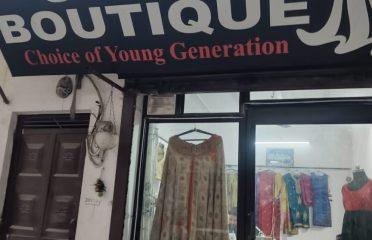 BOUTIQUE
Choice of Young Generation